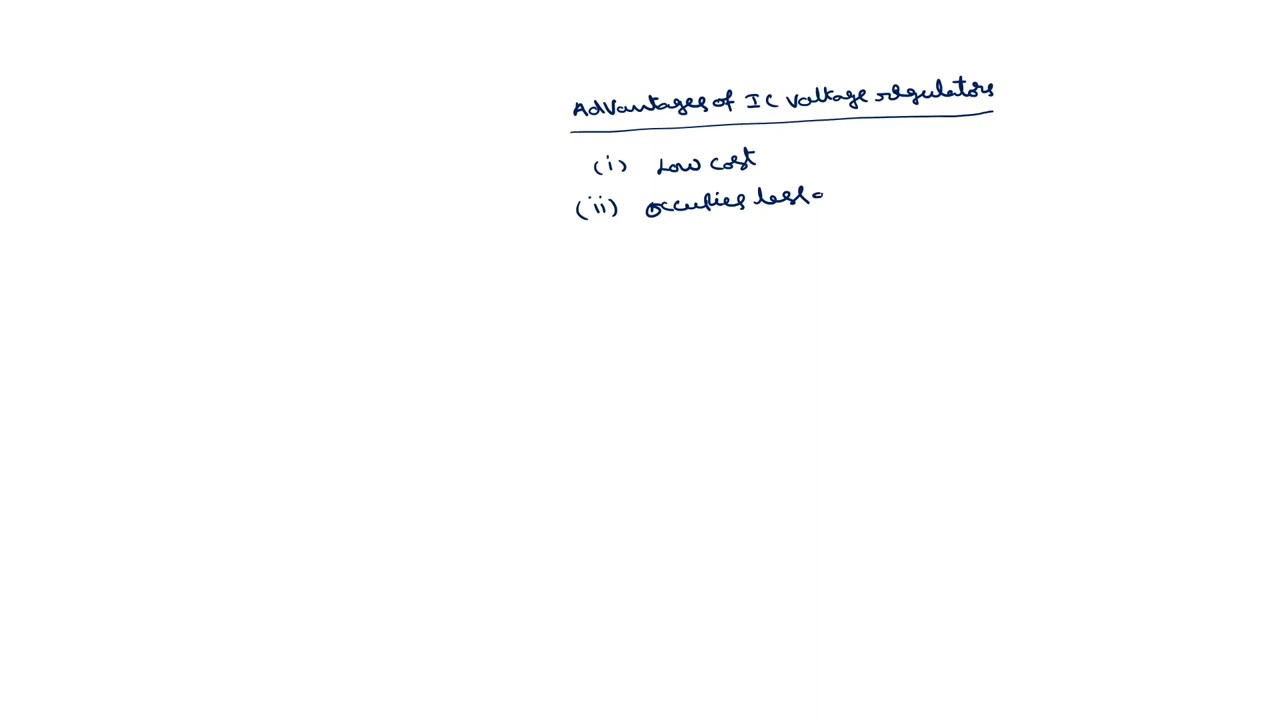 Advantages of IC voltage regulators
(i) Low cost
(ii) occupies less